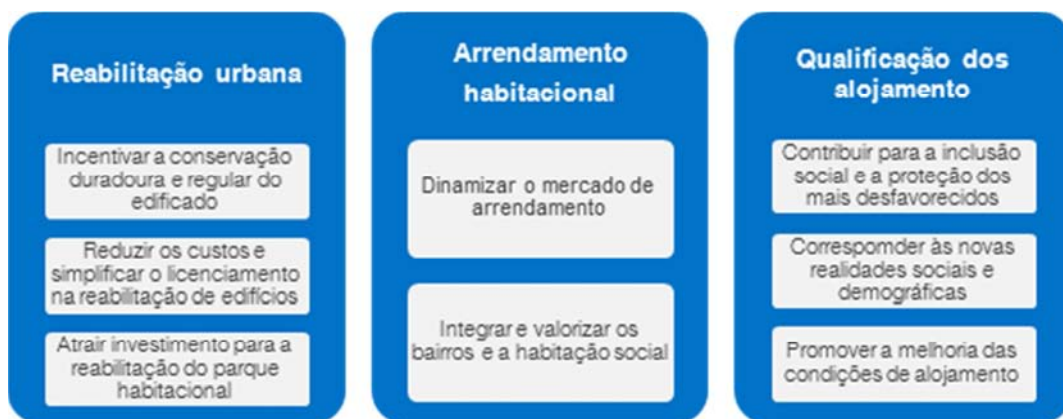 Reabilitação urbana
Incentivar a conservação
duradoura e regular do
edificado
Reduzir os custos e
simplificar o licenciamento
na reabilitação de edifícios
Atrair investimento para a
reabilitação do parque
habitacional
Arrendamento
habitacional
Dinamizar o mercado de
arrendamento
Integrar e valorizar os
bairros e a habitação social
Qualificação dos
alojamento
Contribuir para a inclusão
social e a proteção dos
mais desfavorecidos
Correspomder às novas
realidades sociais e
demográficas
Promover a melhoria das
condições de alojamento